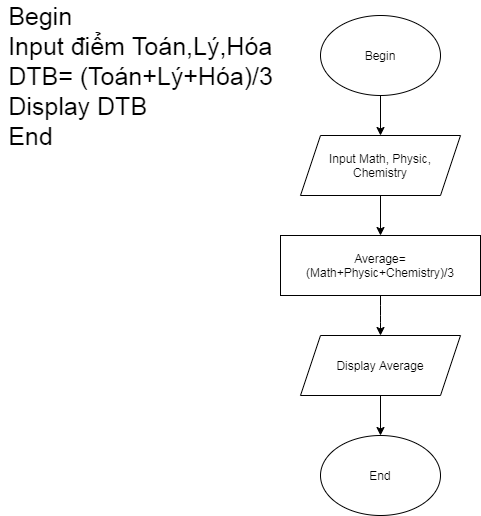 Begin
Input điểm Toán,Lý,Hóa
DTB= (Toán+Lý+Hóa)/3
Display DTB
End
Begin
Input Math, Physic,
Chemistry
Average=
(Math+Physic+Chemistry)/3
Display Average
End